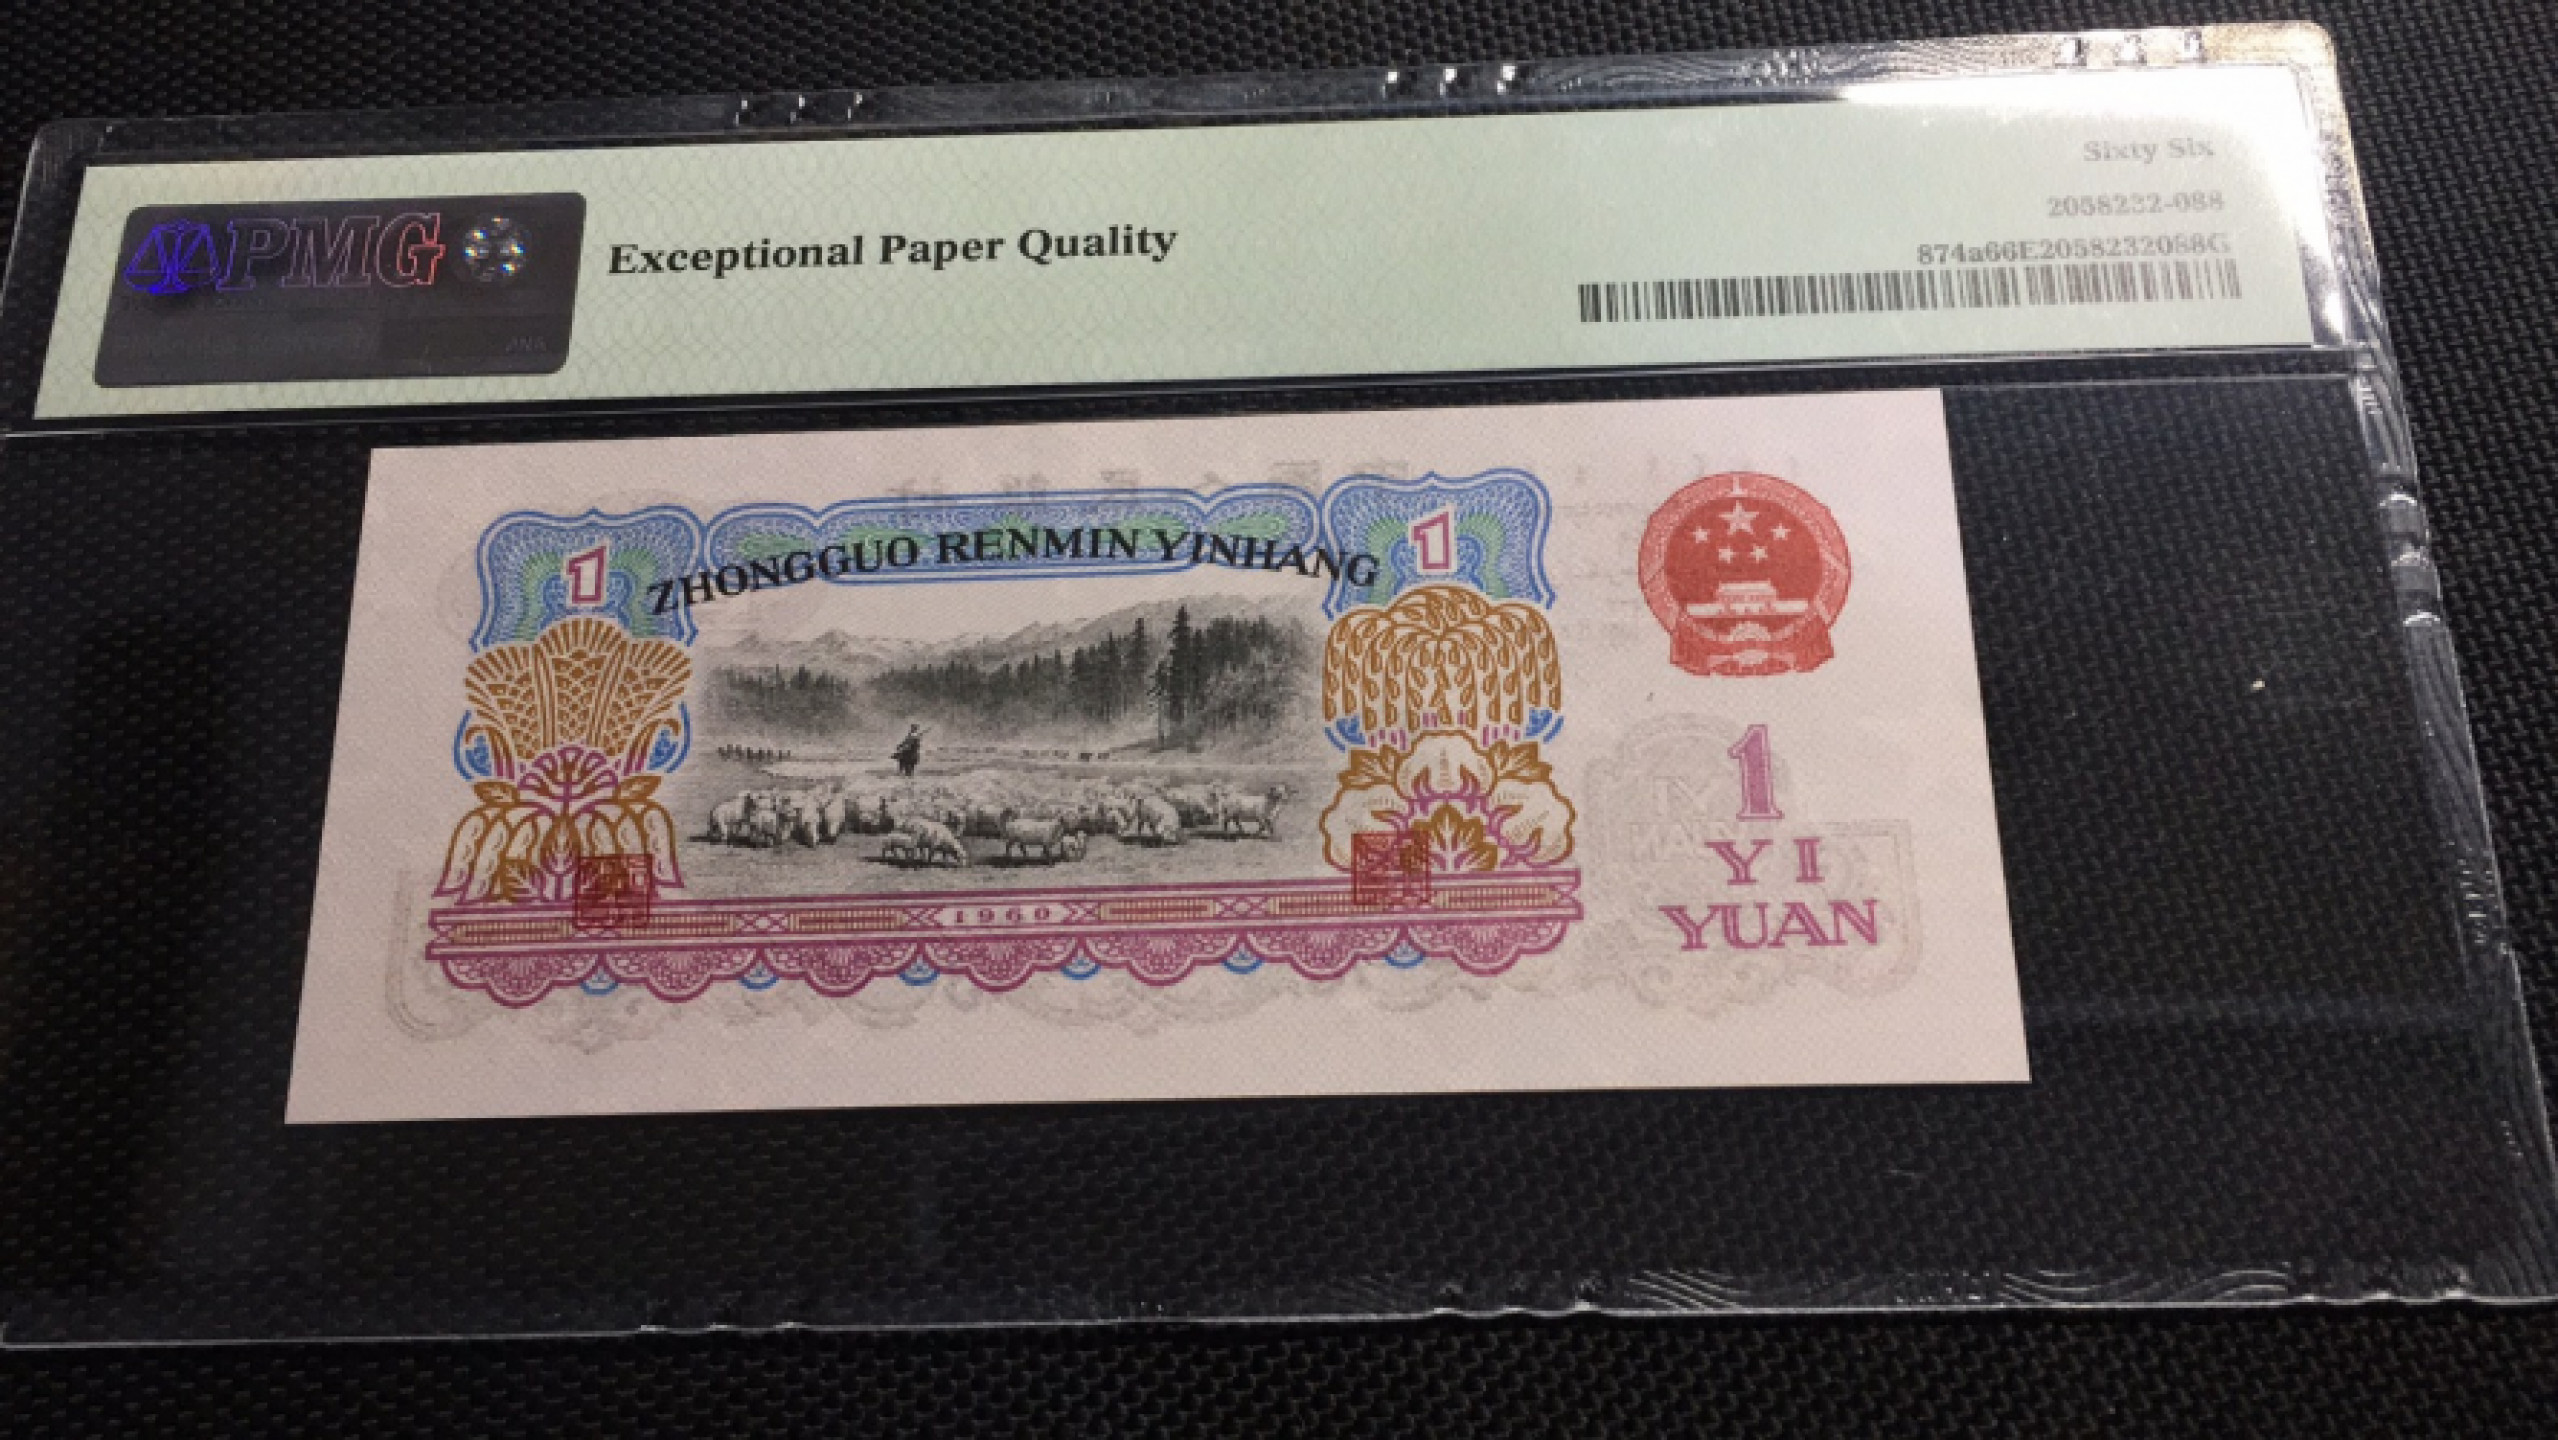 Sixty Six
PMG
Exceptional Paper Quality
2058232-088
874a66E2058232088G
1
ZHONGGUO RENMIN YINHANG
1
1
YI
YUAN
1960